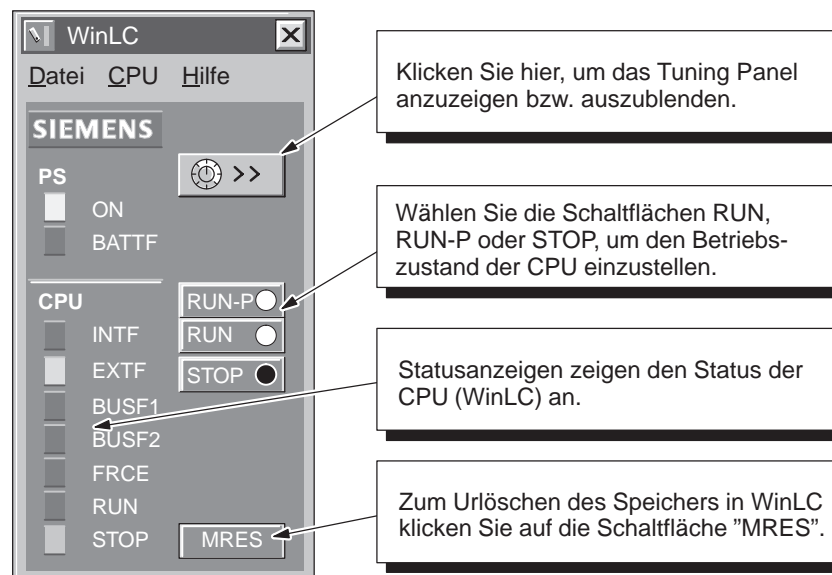 WinLC
Datei CPU Hilfe
SIEMENS
PS
>>
ON
BATTF
CPU
RUN-P
INTF
RUN
EXTF
STOP
BUSF1
BUSF2
FRCE
RUN
STOP
MRES
Klicken Sie hier, um das Tuning Panel
anzuzeigen bzw. auszublenden.
Wählen Sie die Schaltflächen RUN,
RUN-P oder STOP, um den Betriebs-
zustand der CPU einzustellen.
Statusanzeigen zeigen den Status der
CPU (WinLC) an.
Zum Urlöschen des Speichers in WinLC
klicken Sie auf die Schaltfläche ”MRES”.